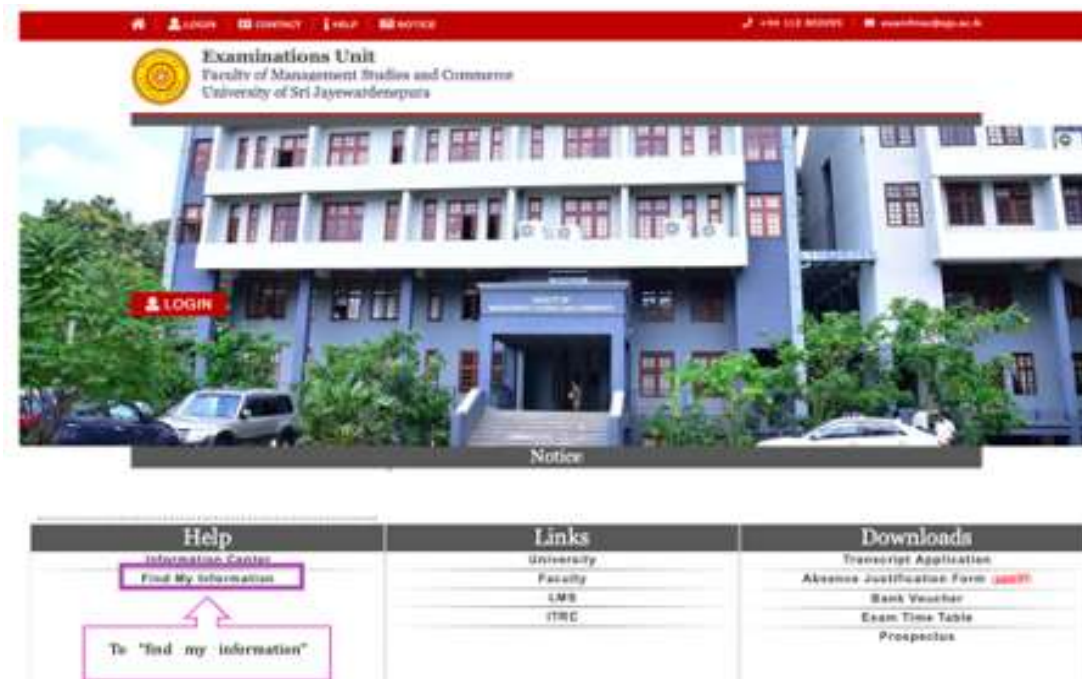 LOGIN CONTACT HELP NOTICE
Examinations Unit
Faculty of Management Studies and Commerce
University of Sri Jayewardenepura
LOGIN
Notice
Help
Information Center
Find My Information
To "find my information"
Links
University
Faculty
LMS
ITRC
Downloads
Transcript Application
Absence Justification Form
Bank Voucher
Exam Time Table
Prospectus